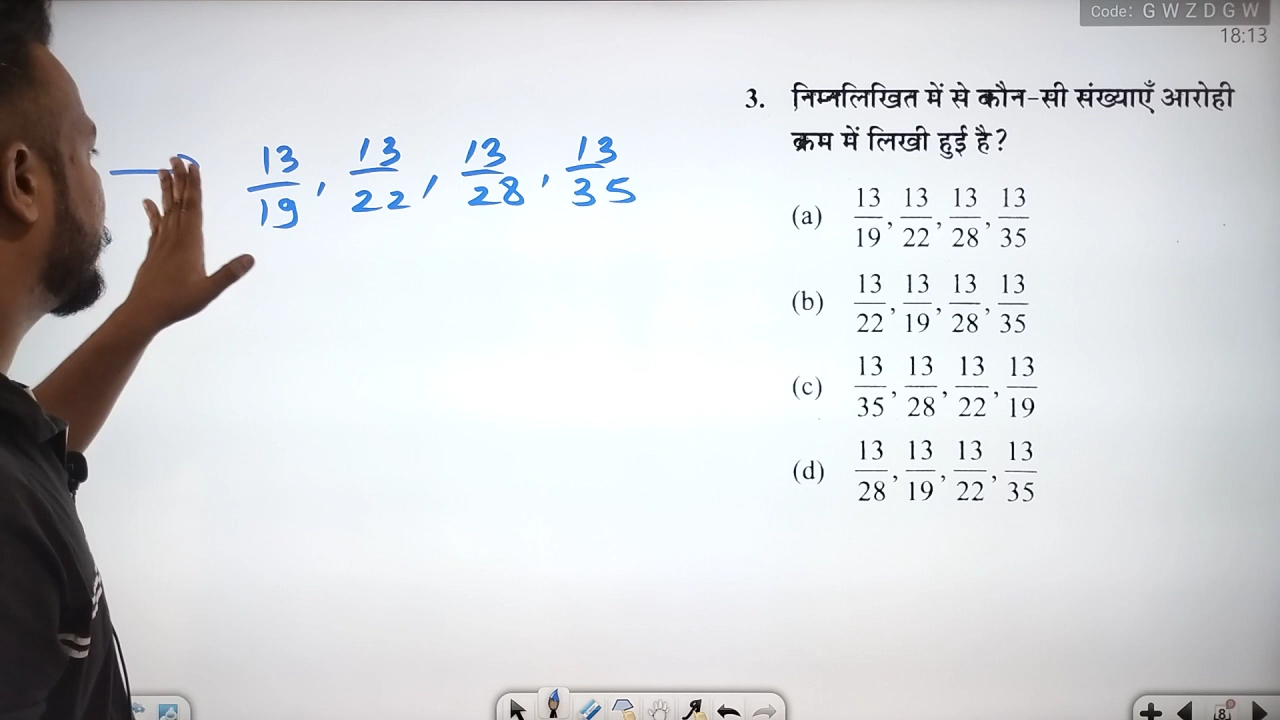 Code: G W Z D G W
18:13
13/19, 13/22, 13/28, 13/35
3. निम्नलिखित में से कौन-सी संख्याएँ आरोही
क्रम में लिखी हुई है?
(a) 13/19, 13/22, 13/28, 13/35
(b) 13/22, 13/19, 13/28, 13/35
(c) 13/35, 13/28, 13/22, 13/19
(d) 13/28, 13/19, 13/22, 13/35
8